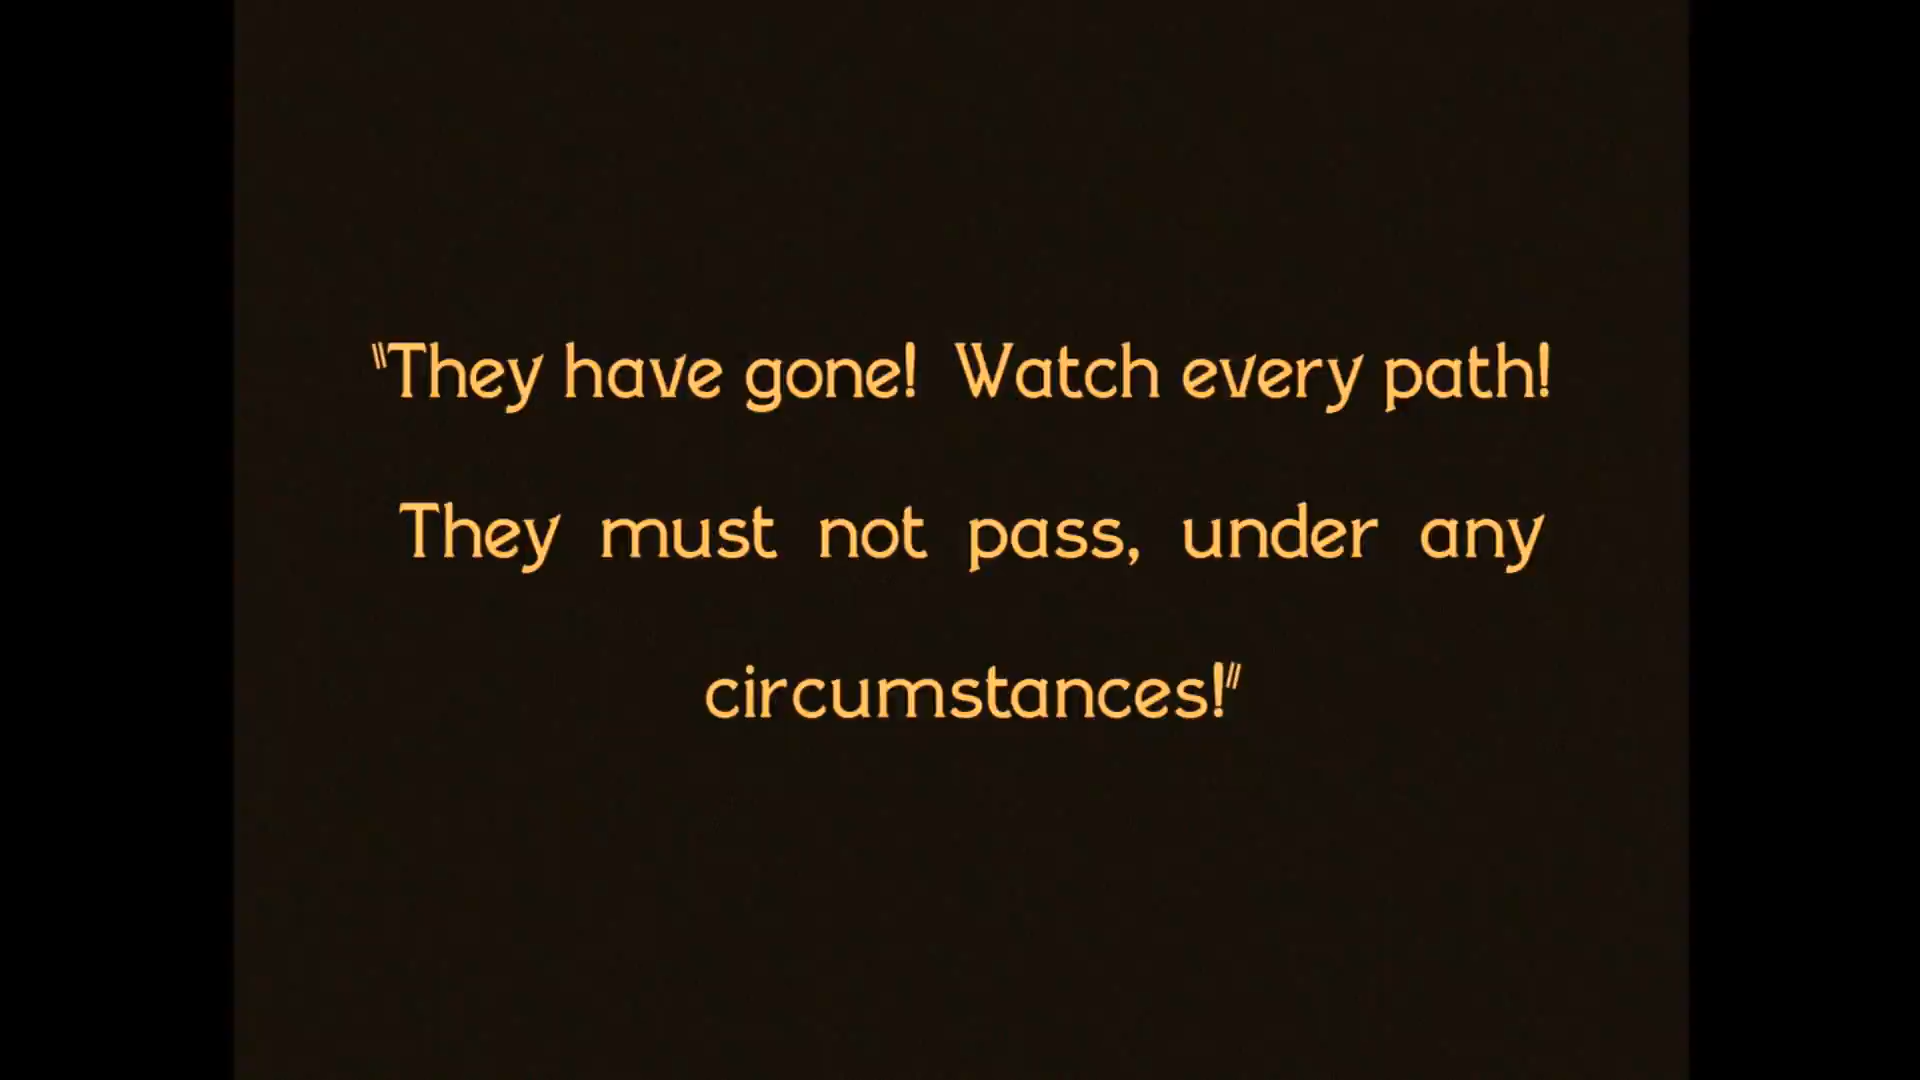 "They have gone! Watch every path!
They must not pass, under any
circumstances!"